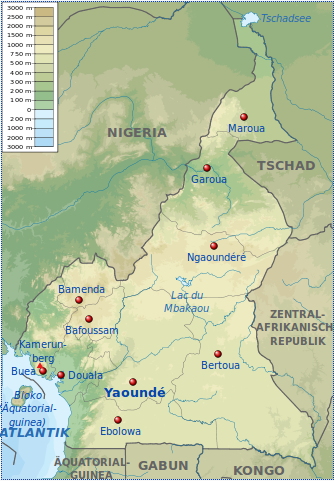 3000 m
2500 m
2000 m
1500 m
1000 m
750 m
500 m
400 m
300 m
200 m
100 m
0
200 m
1000 m
2000 m
3000 m
Tschadsee
NIGERIA
Maroua
TSCHAD
Garoua
Ngaoundéré
Lac du
Mbakaou
Bamenda
Bafoussam
ZENTRAL-
AFRIKANISCHE
REPUBLIK
Kamerun-
berg
Buea
Douala
Bertoua
Yaoundé
Bioko
(Äquatorial-
guinea)
Ebolowa
ATLANTIK
ÄQUATORIAL-
GUINEA
GABUN
KONGO